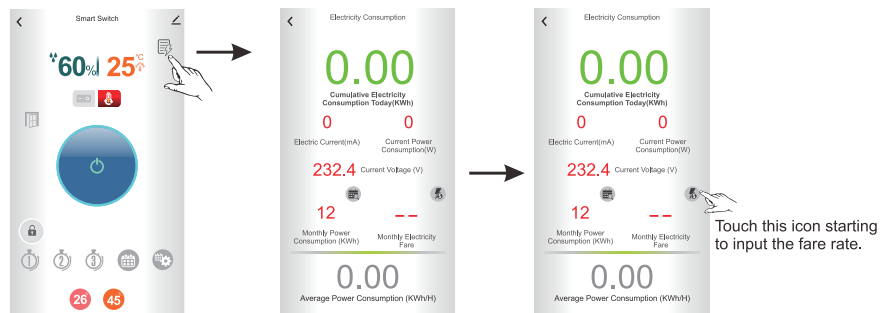 Smart Switch
60%
25°C
1
2
3
26
45
Electricity Consumption
0.00
Cumulative Electricity
Consumption Today(KWh)
0
0
Electric Current(mA)
Current Power
Consumption(W)
232.4 Current Voltage (V)
12
--
Monthly Power
Consumption (KWh)
Monthly Electricity
Fare
0.00
Average Power Consumption (KWh/H)
Electricity Consumption
0.00
Cumulative Electricity
Consumption Today(KWh)
0
0
Electric Current(mA)
Current Power
Consumption(W)
232.4 Current Voltage (V)
12
--
Monthly Power
Consumption (KWh)
Monthly Electricity
Fare
0.00
Average Power Consumption (KWh/H)
Touch this icon starting
to input the fare rate.